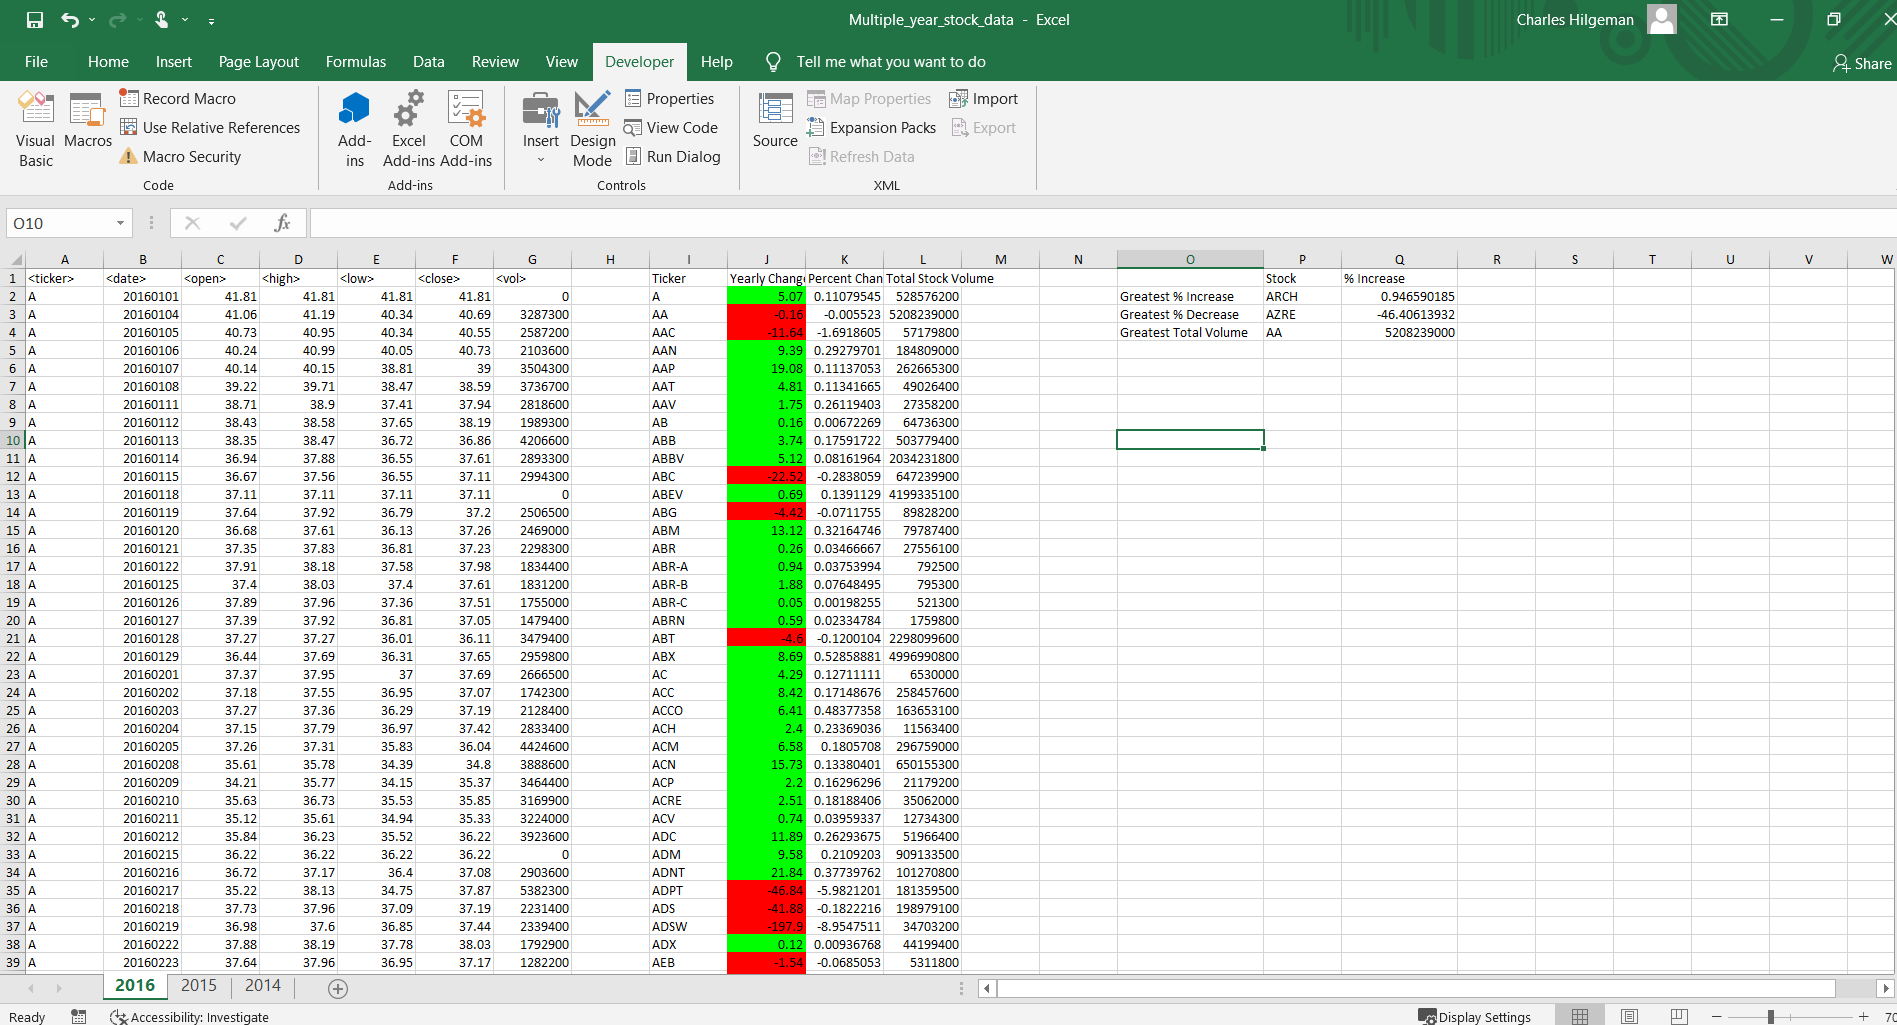 Multiple_year_stock_data - Excel
Charles Hilgeman
File Home Insert Page Layout Formulas Data Review View Developer Help Tell me what you want to do Share
Visual Basic
Macros
Record Macro
Use Relative References
Macro Security
Code
Add-ins
Excel Add-ins
COM Add-ins
Add-ins
Insert
Design Mode
Properties
View Code
Run Dialog
Controls
Source
Map Properties
Expansion Packs
Refresh Data
Import
Export
XML
O10
fx
A B C D E F G H I J K L M N O P Q R S T U V W
1 <ticker> <date> <open> <high> <low> <close> <vol> Ticker Yearly Change Percent Chan Total Stock Volume Stock % Increase
2 A 20160101 41.81 41.81 41.81 41.81 0 A 5.07 0.11079545 528576200 Greatest % Increase ARCH 0.946590185
3 A 20160104 41.06 41.19 40.34 40.69 3287300 AA -0.16 -0.005523 5208239000 Greatest % Decrease AZRE -46.40613932
4 A 20160105 40.73 40.95 40.34 40.55 2587200 AAC -11.64 -1.6918605 57179800 Greatest Total Volume AA 5208239000
5 A 20160106 40.24 40.99 40.05 40.73 2103600 AAN 9.39 0.29279701 184809000
6 A 20160107 40.14 40.15 38.81 39 3504300 AAP 19.08 0.11137053 262665300
7 A 20160108 39.22 39.71 38.47 38.59 3736700 AAT 4.81 0.11341665 49026400
8 A 20160111 38.71 38.9 37.41 37.94 2818600 AAV 1.75 0.26119403 27358200
9 A 20160112 38.43 38.58 37.65 38.19 1989300 AB 0.16 0.00672269 64736300
10 A 20160113 38.35 38.47 36.72 36.86 4206600 ABB 3.74 0.17591722 503779400
11 A 20160114 36.94 37.88 36.55 37.61 2893300 ABBV 5.12 0.08161964 2034231800
12 A 20160115 36.67 37.56 36.55 37.11 2994300 ABC -22.52 -0.2838059 647239900
13 A 20160118 37.11 37.11 37.11 37.11 0 ABEV 0.69 0.1391129 4199335100
14 A 20160119 37.64 37.92 36.79 37.2 2506500 ABG -4.42 -0.0711755 89828200
15 A 20160120 36.68 37.61 36.13 37.26 2469000 ABM 13.12 0.32164746 79787400
16 A 20160121 37.35 37.83 36.81 37.23 2298300 ABR 0.26 0.03466667 27556100
17 A 20160122 37.91 38.18 37.58 37.98 1834400 ABR-A 0.94 0.03753994 792500
18 A 20160125 37.4 38.03 37.4 37.61 1831200 ABR-B 1.88 0.07648495 795300
19 A 20160126 37.89 37.96 37.36 37.51 1755000 ABR-C 0.05 0.00198255 521300
20 A 20160127 37.39 37.92 36.81 37.05 1479400 ABRN 0.59 0.02334784 1759800
21 A 20160128 37.27 37.27 36.01 36.11 3479400 ABT -4.6 -0.1200104 2298099600
22 A 20160129 36.44 37.69 36.31 37.65 2959800 ABX 8.69 0.52858881 4996990800
23 A 20160201 37.37 37.95 37 37.69 2666500 AC 4.29 0.12711111 6530000
24 A 20160202 37.18 37.55 36.95 37.07 1742300 ACC 8.42 0.17148676 258457600
25 A 20160203 37.27 37.36 36.29 37.19 2128400 ACCO 6.41 0.48377358 163653100
26 A 20160204 37.15 37.79 36.97 37.42 2833400 ACH 2.4 0.23369036 11563400
27 A 20160205 37.26 37.31 35.83 36.04 4424600 ACM 6.58 0.1805708 296759000
28 A 20160208 35.61 35.78 34.39 34.8 3888600 ACN 15.73 0.13380401 650155300
29 A 20160209 34.21 35.77 34.15 35.37 3464400 ACP 2.2 0.16296296 21179200
30 A 20160210 35.63 36.73 35.53 35.85 3169900 ACRE 2.51 0.18188406 35062000
31 A 20160211 35.12 35.61 34.94 35.33 3224000 ACV 0.74 0.03959337 12734300
32 A 20160212 35.84 36.23 35.52 36.22 3923600 ADC 11.89 0.26293675 51966400
33 A 20160215 36.22 36.22 36.22 36.22 0 ADM 9.58 0.2109203 909133500
34 A 20160216 36.72 37.17 36.4 37.08 2903600 ADNT 21.84 0.37739762 101270800
35 A 20160217 35.22 38.13 34.75 37.87 5382300 ADPT -46.84 -5.9821201 181359500
36 A 20160218 37.73 37.96 37.09 37.19 2231400 ADS -41.88 -0.1822216 198979100
37 A 20160219 36.98 37.6 36.85 37.44 2339400 ADSW -197.9 -8.9547511 34703200
38 A 20160222 37.88 38.19 37.78 38.03 1792900 ADX 0.12 0.00936768 44199400
39 A 20160223 37.64 37.96 36.95 37.17 1282200 AEB -1.54 -0.0685053 5311800
2016 2015 2014
Ready Accessibility: Investigate Display Settings 70